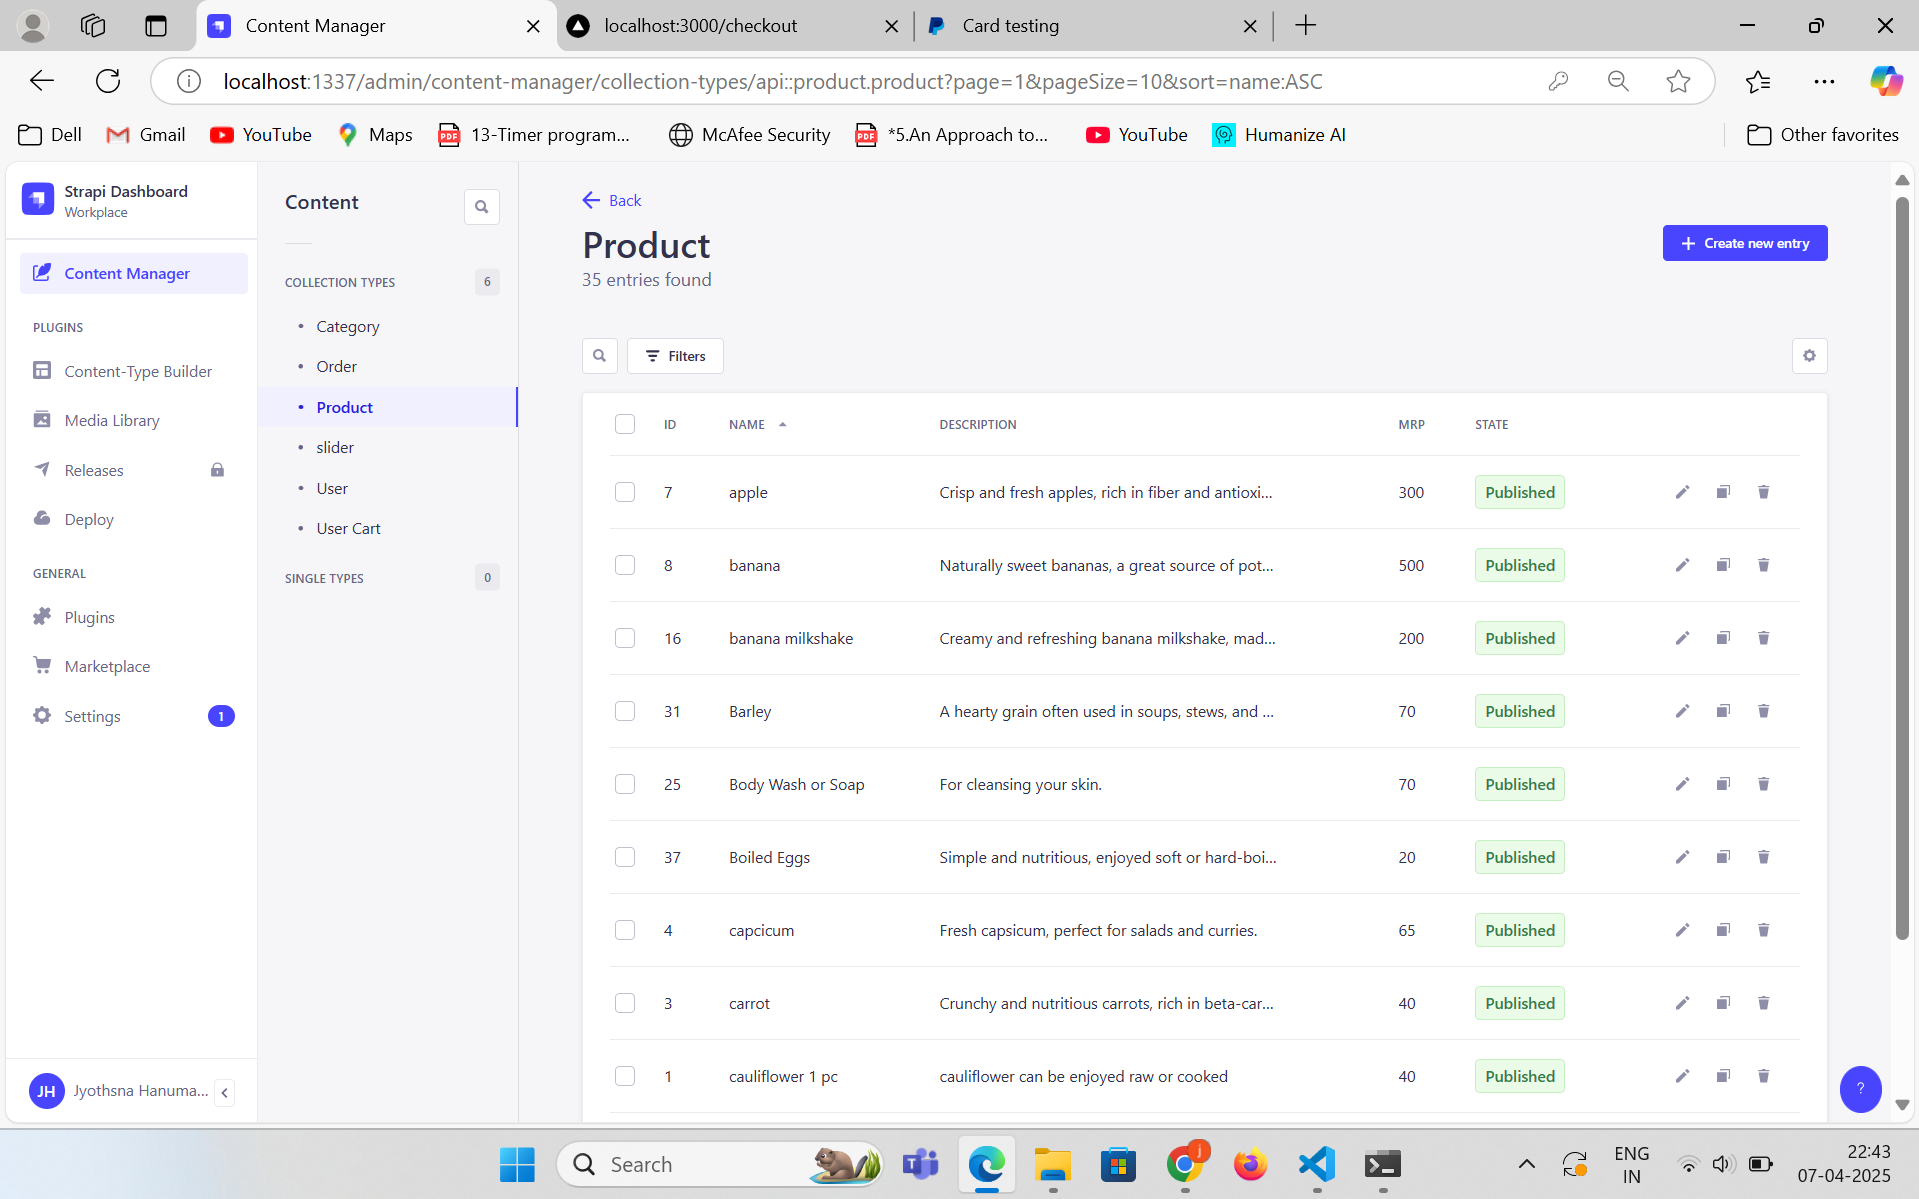 Content Manager
localhost:3000/checkout
Card testing
localhost:1337/admin/content-manager/collection-types/api::product.product?page=1&pageSize=10&sort=name:ASC
Dell
Gmail
YouTube
Maps
PDF
13-Timer program...
McAfee Security
PDF
*5.An Approach to...
YouTube
Humanize AI
Other favorites
Strapi Dashboard
Workplace
Content Manager
PLUGINS
Content-Type Builder
Media Library
Releases
Deploy
GENERAL
Plugins
Marketplace
Settings
1
JH
Jyothsna Hanuma...
Content
COLLECTION TYPES
6
Category
Order
Product
slider
User
User Cart
SINGLE TYPES
0
Back
Product
35 entries found
Create new entry
Filters
ID NAME DESCRIPTION MRP STATE
7 apple Crisp and fresh apples, rich in fiber and antioxi... 300 Published
8 banana Naturally sweet bananas, a great source of pot... 500 Published
16 banana milkshake Creamy and refreshing banana milkshake, mad... 200 Published
31 Barley A hearty grain often used in soups, stews, and ... 70 Published
25 Body Wash or Soap For cleansing your skin. 70 Published
37 Boiled Eggs Simple and nutritious, enjoyed soft or hard-boi... 20 Published
4 capcicum Fresh capsicum, perfect for salads and curries. 65 Published
3 carrot Crunchy and nutritious carrots, rich in beta-car... 40 Published
1 cauliflower 1 pc cauliflower can be enjoyed raw or cooked 40 Published
?
Search
j
ENG
IN
22:43
07-04-2025